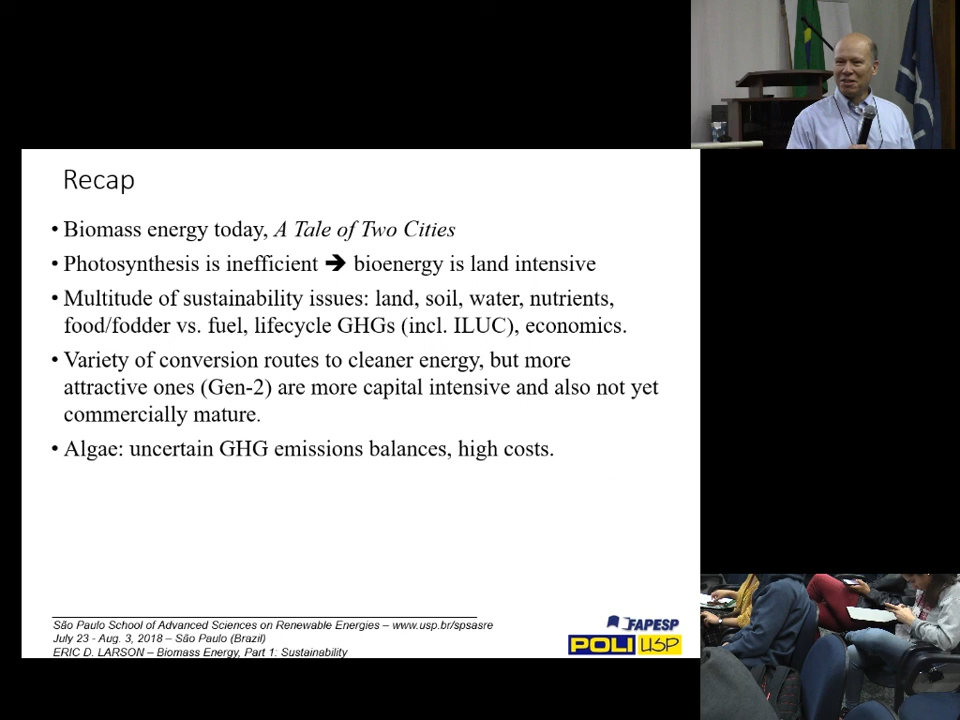 Recap
• Biomass energy today, A Tale of Two Cities
• Photosynthesis is inefficient ➔ bioenergy is land intensive
• Multitude of sustainability issues: land, soil, water, nutrients,
food/fodder vs. fuel, lifecycle GHGs (incl. ILUC), economics.
• Variety of conversion routes to cleaner energy, but more
attractive ones (Gen-2) are more capital intensive and also not yet
commercially mature.
• Algae: uncertain GHG emissions balances, high costs.
São Paulo School of Advanced Sciences on Renewable Energies – www.usp.br/spsasre
July 23 - Aug. 3, 2018 – São Paulo (Brazil)
ERIC D. LARSON – Biomass Energy, Part 1: Sustainability
FAPESP
POLI USP